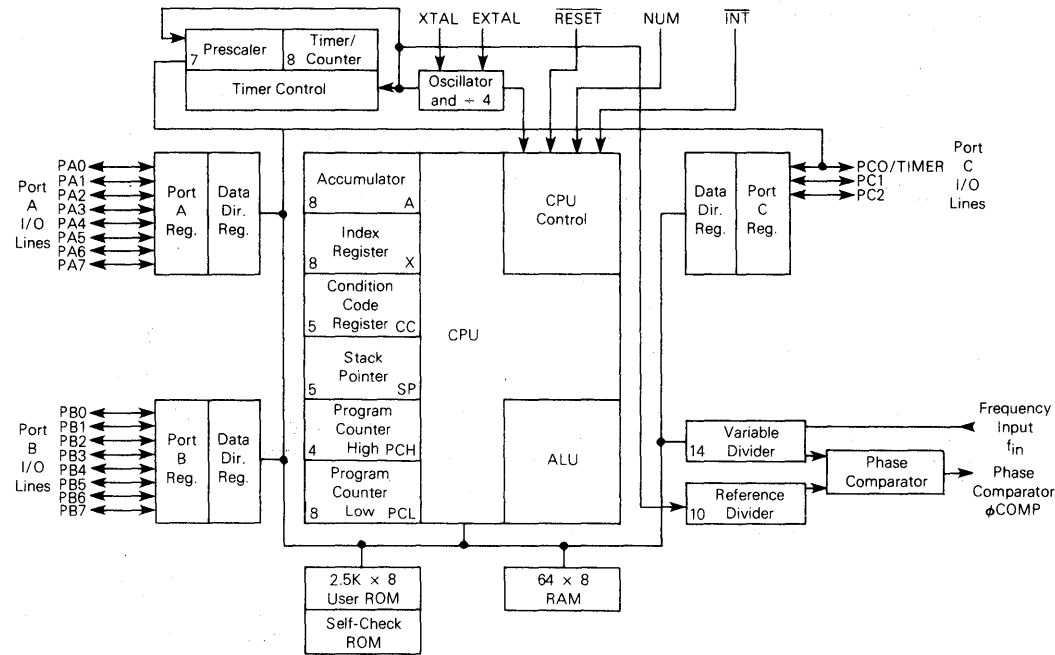 XTAL EXTAL RESET NUM INT
Prescaler
7
Timer/
Counter
8
Timer Control
Oscillator
and ÷ 4
Port
A
I/O
Lines
PA0
PA1
PA2
PA3
PA4
PA5
PA6
PA7
Port
A
Reg.
Data
Dir.
Reg.
Accumulator
8 A
Index
Register
8 X
Condition
Code
5 Register CC
Stack
Pointer
5 SP
Program
Counter
4 High PCH
Program
Counter
8 Low PCL
CPU
CPU
Control
ALU
Data
Dir.
Reg.
Port
C
Reg.
PC0/TIMER
PC1
PC2
Port
C
I/O
Lines
Port
B
I/O
Lines
PB0
PB1
PB2
PB3
PB4
PB5
PB6
PB7
Port
B
Reg.
Data
Dir.
Reg.
Variable
14 Divider
Reference
10 Divider
Phase
Comparator
Frequency
Input
fin
Phase
Comparator
ϕCOMP
2.5K × 8
User ROM
Self-Check
ROM
64 × 8
RAM